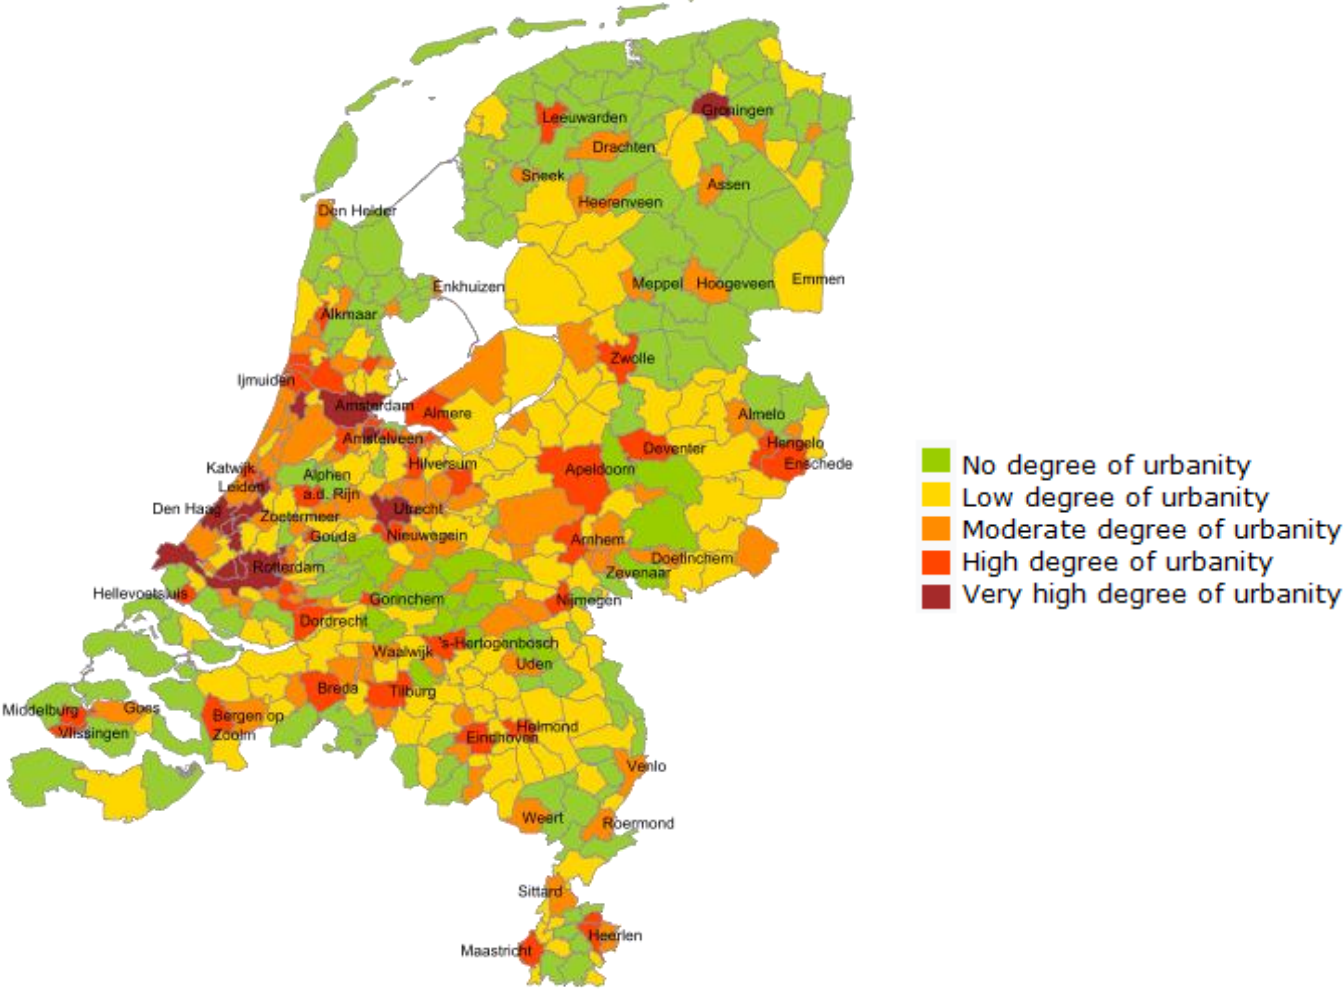 Groningen
Leeuwarden
Drachten
Sneek
Assen
Heerenveen
Den Helder
Emmen
Meppel
Hoogeveen
Enkhuizen
Alkmaar
Zwolle
Ijmuiden
Amsterdam
Almere
Almelo
Amstelveen
Hengelo
Deventer
Hilversum
Enschede
Katwijk
Apeldoorn
Alphen
a.d. Rijn
Leiden
Den Haag
Utrecht
Zoetermeer
Gouda
Nieuwegein
Arnhem
Doetinchem
Rotterdam
Zevenaar
Hellevoetsluis
Gorinchem
Nijmegen
Dordrecht
's-Hertogenbosch
Waalwijk
Uden
Breda
Tilburg
Middelburg
Goes
Bergen op
Zoolm
Vlissingen
Helmond
Eindhoven
Venlo
Weert
Roermond
Sittard
Heerlen
Maastricht
No degree of urbanity
Low degree of urbanity
Moderate degree of urbanity
High degree of urbanity
Very high degree of urbanity